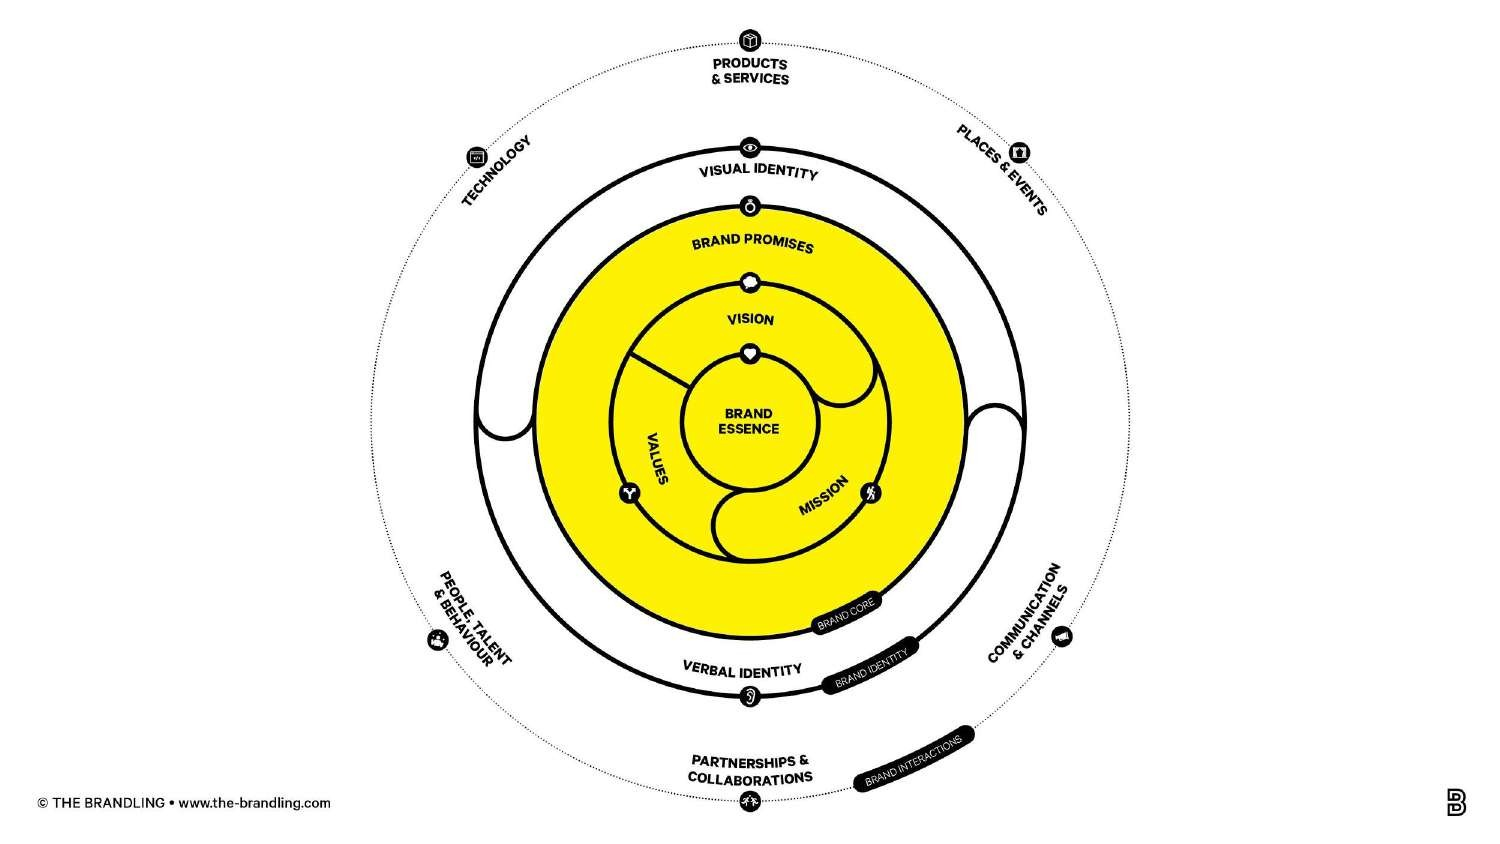 PRODUCTS
& SERVICES
TECHNOLOGY
PLACES & EVENTS
VISUAL IDENTITY
BRAND PROMISES
VISION
BRAND
ESSENCE
VALUES
MISSION
BRAND CORE
PEOPLE, TALENT
& BEHAVIOUR
COMMUNICATION
& CHANNELS
VERBAL IDENTITY
BRAND IDENTITY
BRAND INTERACTIONS
PARTNERSHIPS &
COLLABORATIONS
© THE BRANDLING • www.the-brandling.com
B